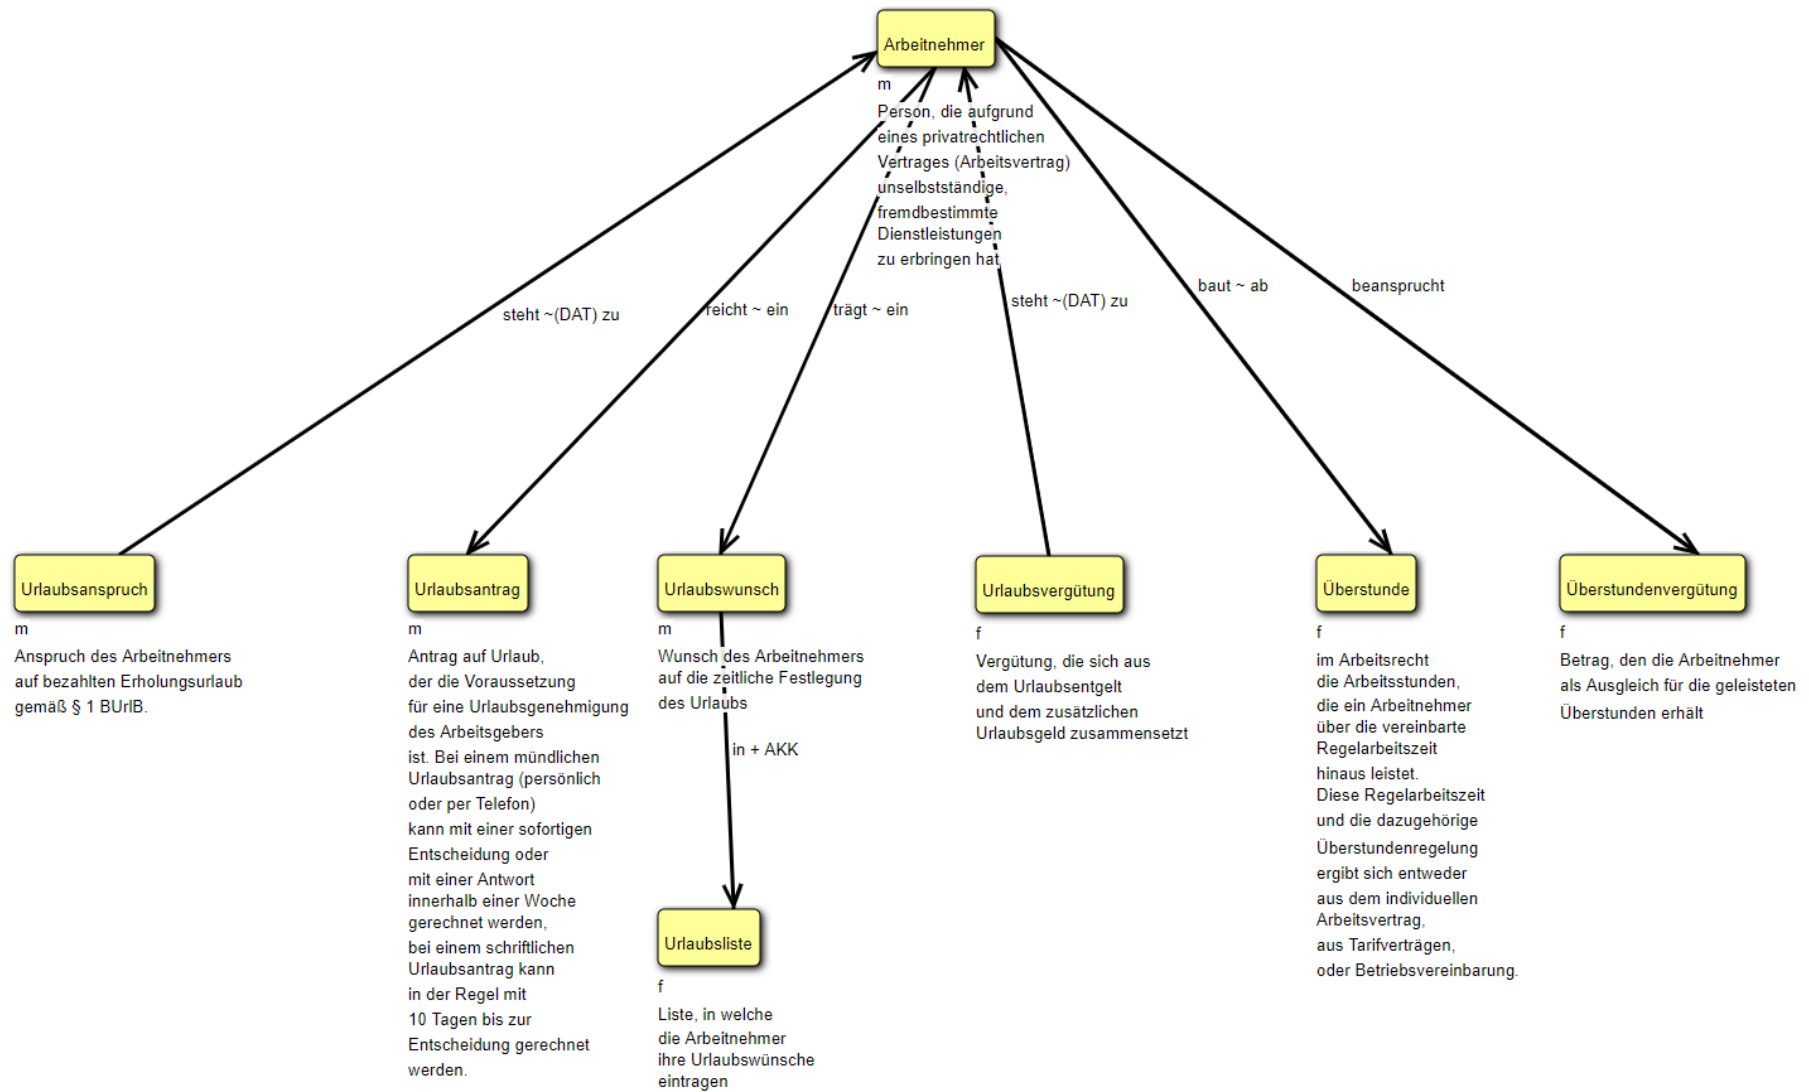 Arbeitnehmer
m
Person, die aufgrund
eines privatrechtlichen
Vertrages (Arbeitsvertrag)
unselbstständige,
fremdbestimmte
Dienstleistungen
zu erbringen hat
steht ~(DAT) zu
reicht ~ ein
trägt ~ ein
steht ~(DAT) zu
baut ~ ab
beansprucht
Urlaubsanspruch
m
Anspruch des Arbeitnehmers
auf bezahlten Erholungsurlaub
gemäß § 1 BUrlB.
Urlaubsantrag
m
Antrag auf Urlaub,
der die Voraussetzung
für eine Urlaubsgenehmigung
des Arbeitsgebers
ist. Bei einem mündlichen
Urlaubsantrag (persönlich
oder per Telefon)
kann mit einer sofortigen
Entscheidung oder
mit einer Antwort
innerhalb einer Woche
gerechnet werden,
bei einem schriftlichen
Urlaubsantrag kann
in der Regel mit
10 Tagen bis zur
Entscheidung gerechnet
werden.
Urlaubswunsch
m
Wunsch des Arbeitnehmers
auf die zeitliche Festlegung
des Urlaubs
in + AKK
Urlaubsliste
f
Liste, in welche
die Arbeitnehmer
ihre Urlaubswünsche
eintragen
Urlaubsvergütung
f
Vergütung, die sich aus
dem Urlaubsentgelt
und dem zusätzlichen
Urlaubsgeld zusammensetzt
Überstunde
f
im Arbeitsrecht
die Arbeitsstunden,
die ein Arbeitnehmer
über die vereinbarte
Regelarbeitszeit
hinaus leistet.
Diese Regelarbeitszeit
und die dazugehörige
Überstundenregelung
ergibt sich entweder
aus dem individuellen
Arbeitsvertrag,
aus Tarifverträgen,
oder Betriebsvereinbarung.
Überstundenvergütung
f
Betrag, den die Arbeitnehmer
als Ausgleich für die geleisteten
Überstunden erhält